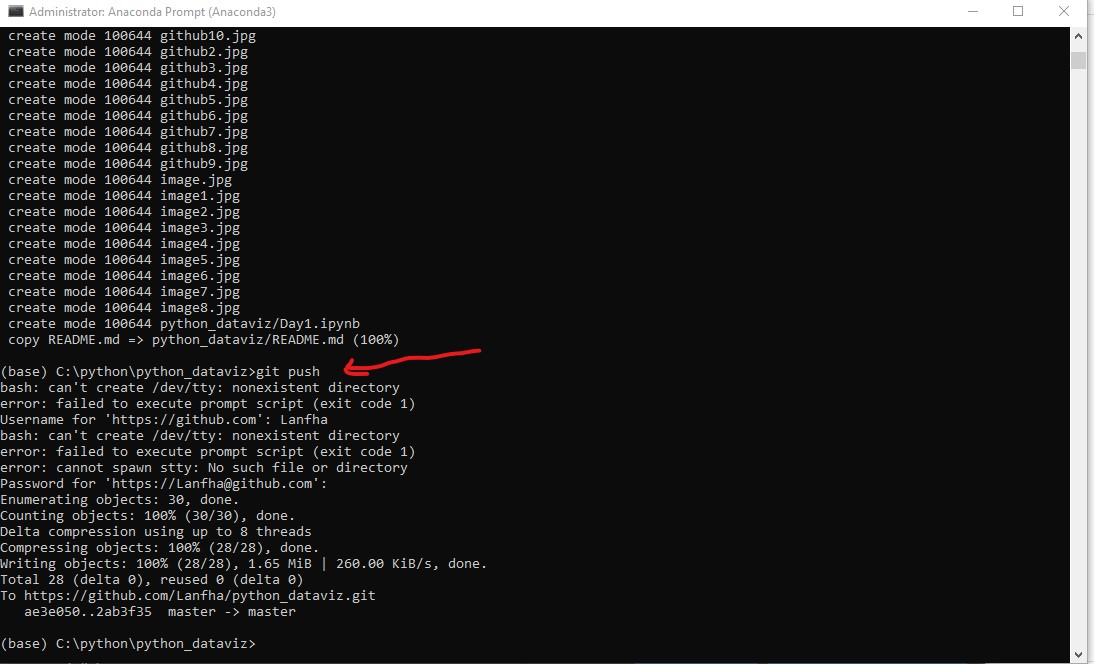 Administrator: Anaconda Prompt (Anaconda3)
create mode 100644 github10.jpg
create mode 100644 github2.jpg
create mode 100644 github3.jpg
create mode 100644 github4.jpg
create mode 100644 github5.jpg
create mode 100644 github6.jpg
create mode 100644 github7.jpg
create mode 100644 github8.jpg
create mode 100644 github9.jpg
create mode 100644 image.jpg
create mode 100644 image1.jpg
create mode 100644 image2.jpg
create mode 100644 image3.jpg
create mode 100644 image4.jpg
create mode 100644 image5.jpg
create mode 100644 image6.jpg
create mode 100644 image7.jpg
create mode 100644 image8.jpg
create mode 100644 python_dataviz/Day1.ipynb
copy README.md => python_dataviz/README.md (100%)
(base) C:\python\python_dataviz>git push
bash: can't create /dev/tty: nonexistent directory
error: failed to execute prompt script (exit code 1)
Username for 'https://github.com': Lanfha
bash: can't create /dev/tty: nonexistent directory
error: failed to execute prompt script (exit code 1)
error: cannot spawn stty: No such file or directory
Password for 'https://Lanfha@github.com':
Enumerating objects: 30, done.
Counting objects: 100% (30/30), done.
Delta compression using up to 8 threads
Compressing objects: 100% (28/28), done.
Writing objects: 100% (28/28), 1.65 MiB | 260.00 KiB/s, done.
Total 28 (delta 0), reused 0 (delta 0)
To https://github.com/Lanfha/python_dataviz.git
ae3e050..2ab3f35  master -> master
(base) C:\python\python_dataviz>